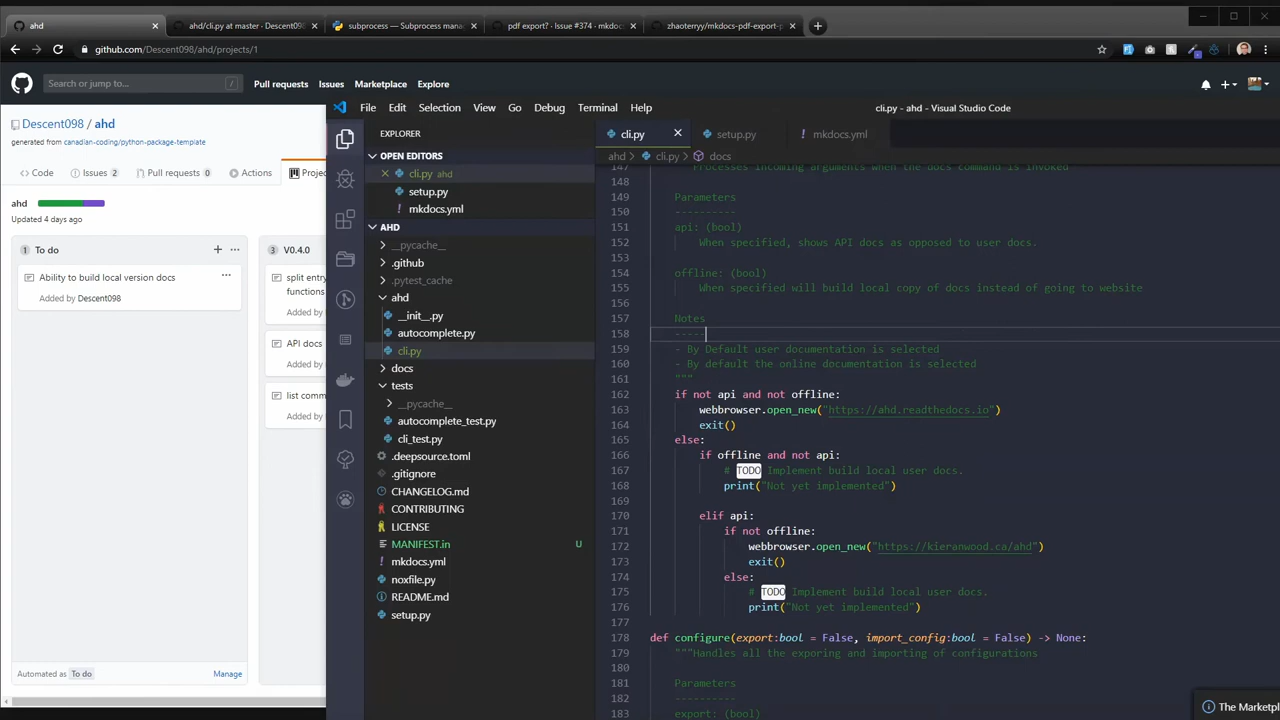 ahd
ahd/cli.py at master · Descent098
subprocess — Subprocess manag
pdf export? · Issue #374 · mkdocs
zhaoterryy/mkdocs-pdf-export-p
github.com/Descent098/ahd/projects/1
Search or jump to...
/
Pull requests
Issues
Marketplace
Explore
Descent098 / ahd
generated from canadian-coding/python-package-template
Code
Issues 2
Pull requests 0
Actions
Projec
ahd
Updated 4 days ago
1 To do
Ability to build local version docs
Added by Descent098
3 V0.4.0
split entry
functions
Added by
API docs
Added by
list comm
Added by
Automated as To do
Manage
File Edit Selection View Go Debug Terminal Help
cli.py - ahd - Visual Studio Code
EXPLORER
OPEN EDITORS
cli.py ahd
setup.py
mkdocs.yml
AHD
__pycache__
.github
.pytest_cache
ahd
__init__.py
autocomplete.py
cli.py
docs
tests
__pycache__
autocomplete_test.py
cli_test.py
.deepsource.toml
.gitignore
CHANGELOG.md
CONTRIBUTING
LICENSE
MANIFEST.in U
mkdocs.yml
noxfile.py
README.md
setup.py
cli.py
setup.py
mkdocs.yml
ahd > cli.py > docs
147 Processes incoming arguments when the docs command is invoked
148
149 Parameters
150 ----------
151 api: (bool)
152 When specified, shows API docs as opposed to user docs.
153
154 offline: (bool)
155 When specified will build local copy of docs instead of going to website
156
157 Notes
158 -----
159 - By Default user documentation is selected
160 - By default the online documentation is selected
161 """
162 if not api and not offline:
163 webbrowser.open_new("https://ahd.readthedocs.io")
164 exit()
165 else:
166 if offline and not api:
167 # TODO Implement build local user docs.
168 print("Not yet implemented")
169
170 elif api:
171 if not offline:
172 webbrowser.open_new("https://kieranwood.ca/ahd")
173 exit()
174 else:
175 # TODO Implement build local user docs.
176 print("Not yet implemented")
177
178 def configure(export:bool = False, import_config:bool = False) -> None:
179 """Handles all the exporing and importing of configurations
180
181 Parameters
182 ----------
183 export: (bool)
The Marketpla